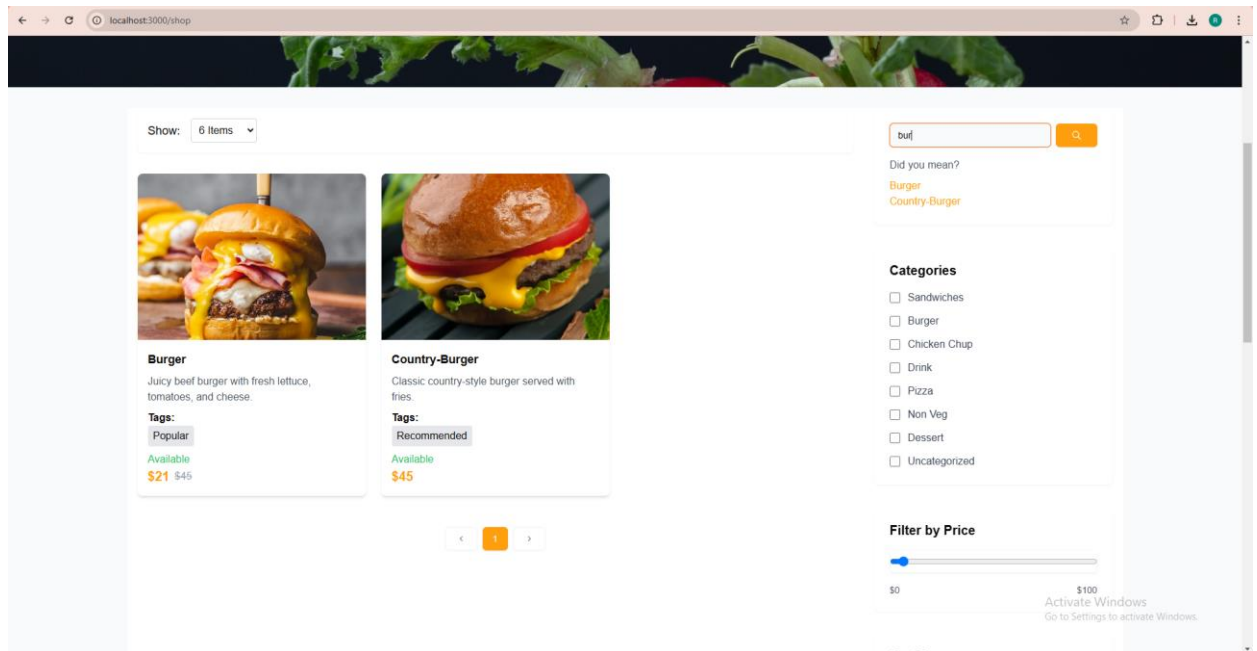 localhost:3000/shop
R
Show: 6 Items
bur
Did you mean?
Burger
Country-Burger
Burger
Juicy beef burger with fresh lettuce,
tomatoes, and cheese.
Tags:
Popular
Available
$21 $45
Country-Burger
Classic country-style burger served with
fries.
Tags:
Recommended
Available
$45
‹ 1 ›
Categories
Sandwiches
Burger
Chicken Chup
Drink
Pizza
Non Veg
Dessert
Uncategorized
Filter by Price
$0 $100
Activate Windows
Go to Settings to activate Windows.